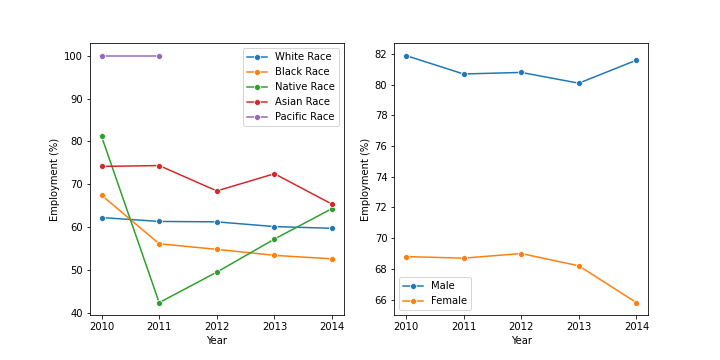 100
90
80
70
60
50
40
Employment (%)
2010 2011 2012 2013 2014
Year
White Race
Black Race
Native Race
Asian Race
Pacific Race
82
80
78
76
74
72
70
68
66
Employment (%)
2010 2011 2012 2013 2014
Year
Male
Female